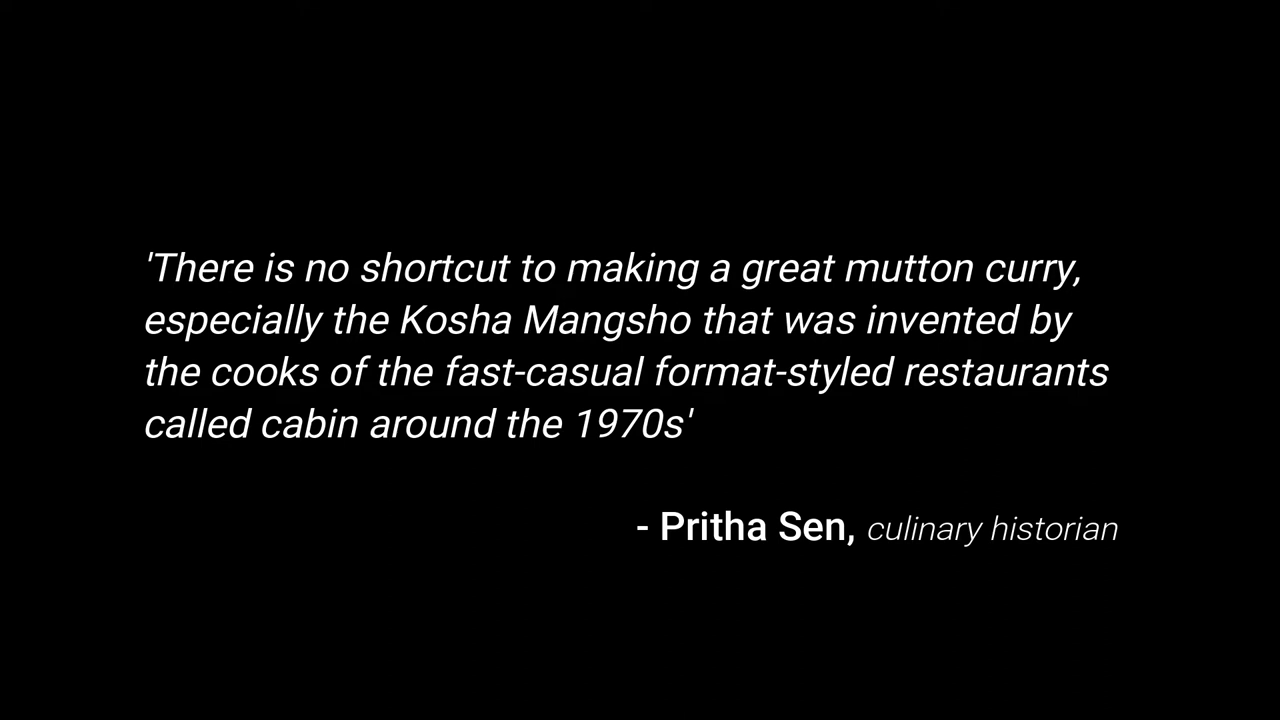 'There is no shortcut to making a great mutton curry,
especially the Kosha Mangsho that was invented by
the cooks of the fast-casual format-styled restaurants
called cabin around the 1970s'
- Pritha Sen, culinary historian